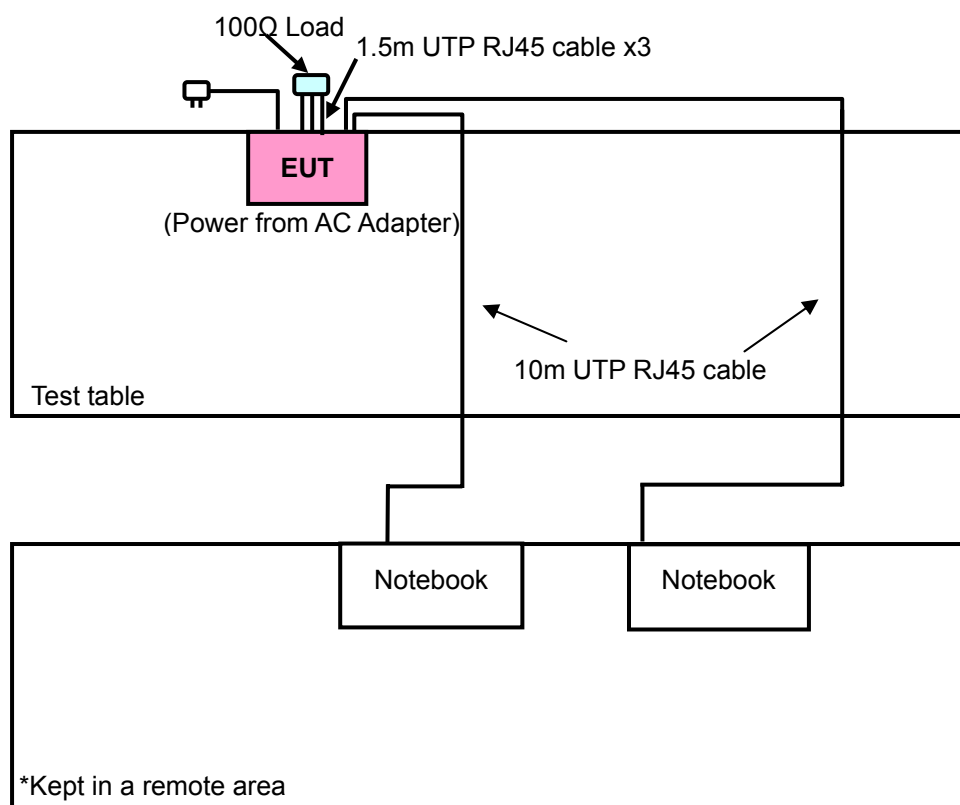 100Ω Load
1.5m UTP RJ45 cable x3
EUT
(Power from AC Adapter)
10m UTP RJ45 cable
Test table
Notebook
Notebook
*Kept in a remote area